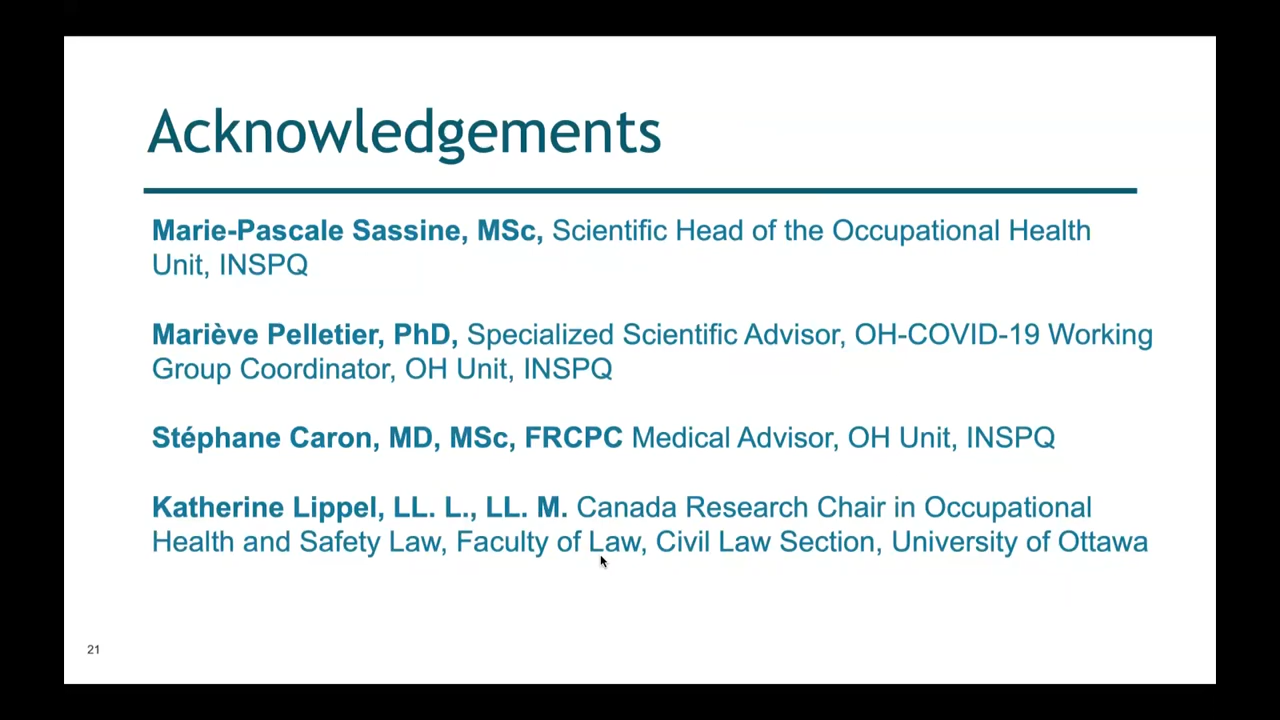 Acknowledgements
Marie-Pascale Sassine, MSc, Scientific Head of the Occupational Health
Unit, INSPQ
Mariève Pelletier, PhD, Specialized Scientific Advisor, OH-COVID-19 Working
Group Coordinator, OH Unit, INSPQ
Stéphane Caron, MD, MSc, FRCPC Medical Advisor, OH Unit, INSPQ
Katherine Lippel, LL. L., LL. M. Canada Research Chair in Occupational
Health and Safety Law, Faculty of Law, Civil Law Section, University of Ottawa
21